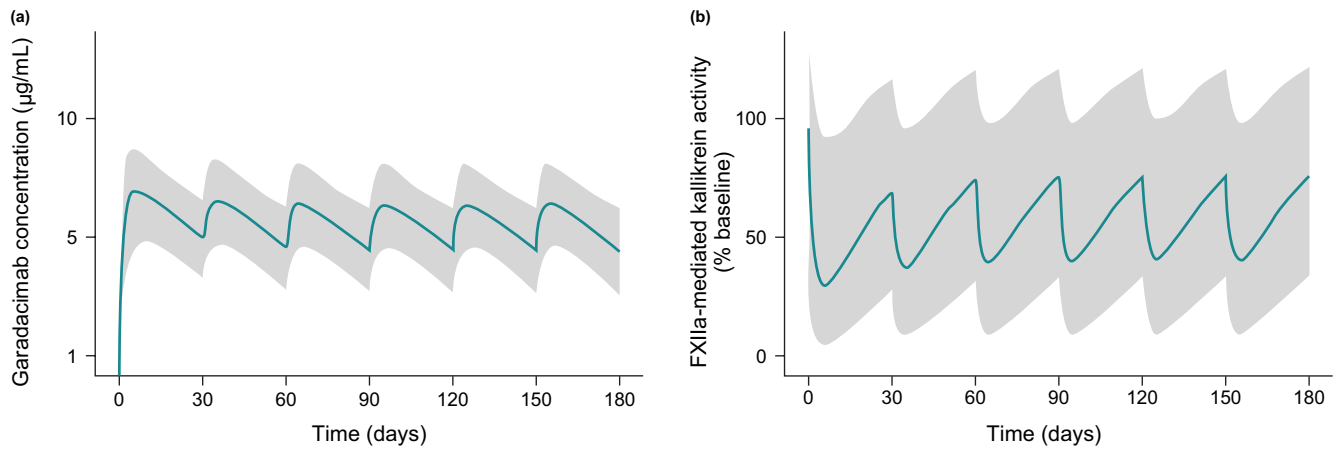 (a)
Garadacimab concentration (µg/mL)
10
5
1
0 30 60 90 120 150 180
Time (days)
(b)
FXIIa-mediated kallikrein activity
(% baseline)
100
50
0
0 30 60 90 120 150 180
Time (days)